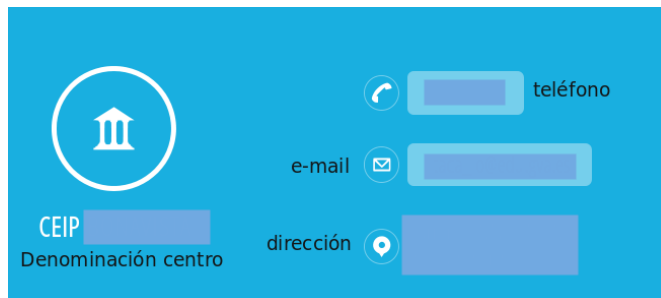 teléfono
e-mail
CEIP
Denominación centro
dirección